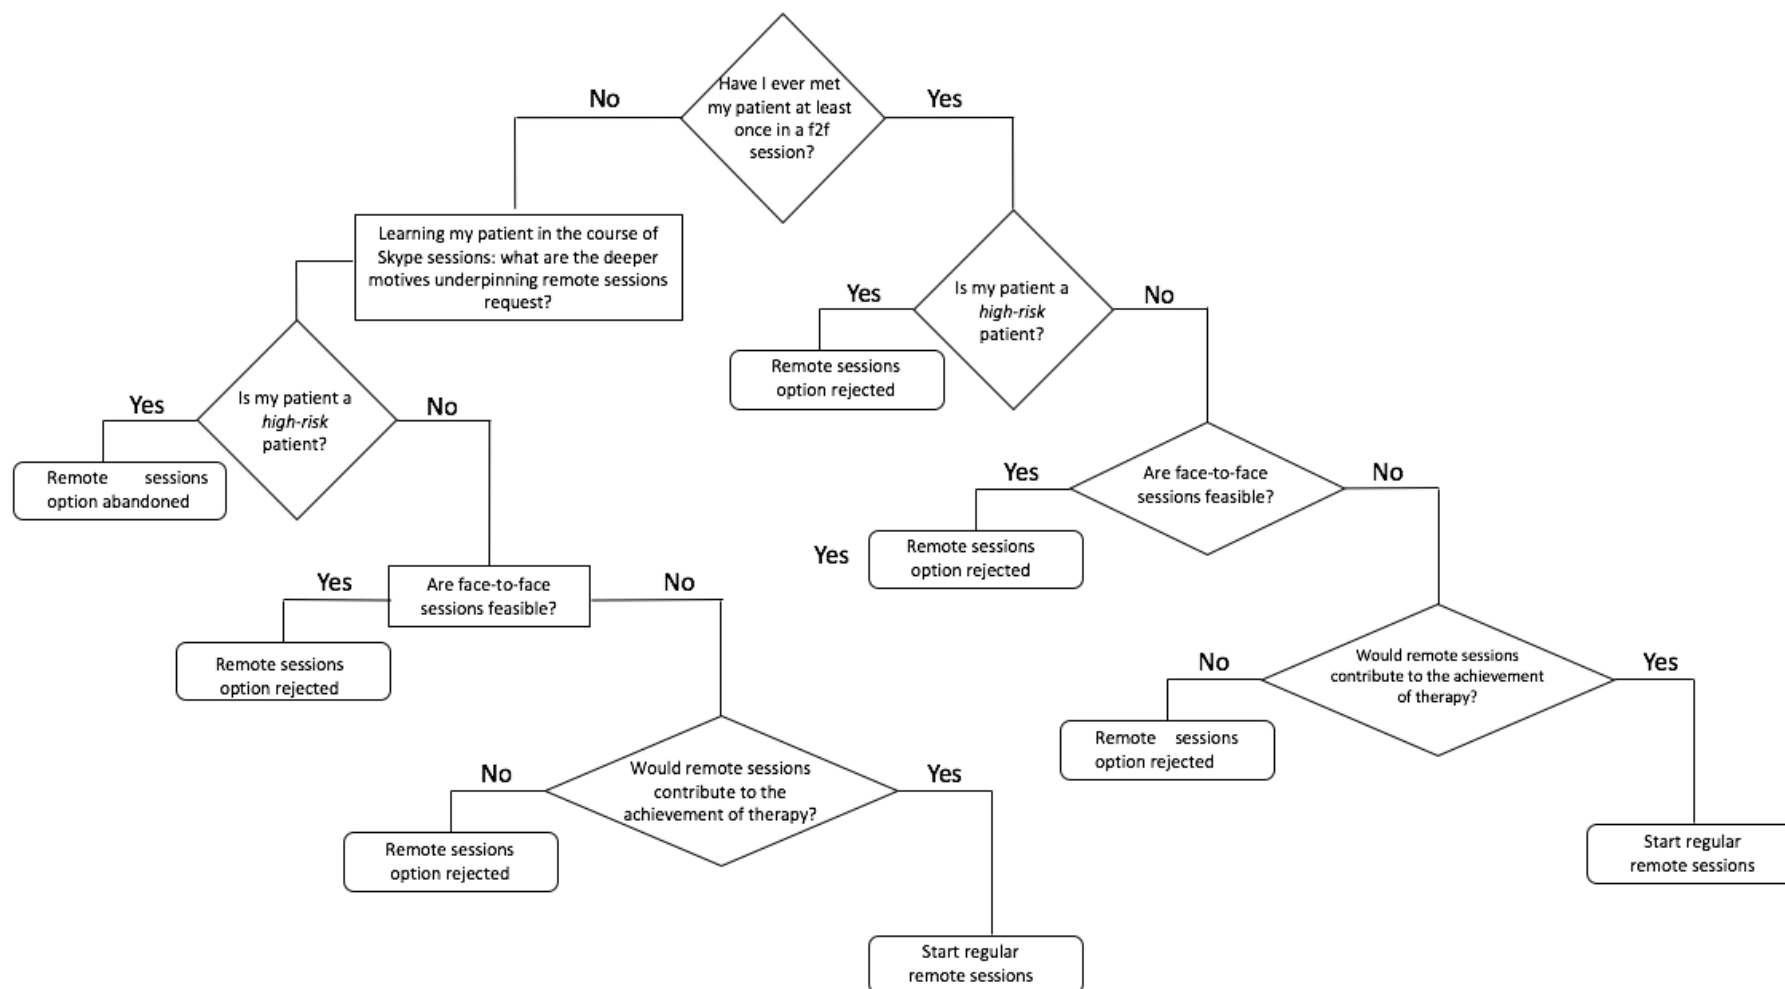 Have I ever met
my patient at least
once in a f2f
session?
No
Yes
Learning my patient in the course of
Skype sessions: what are the deeper
motives underpinning remote sessions
request?
Is my patient a
high-risk
patient?
Yes
No
Remote sessions
option rejected
Is my patient a
high-risk
patient?
Yes
No
Remote sessions
option abandoned
Are face-to-face
sessions feasible?
Yes
No
Yes
Remote sessions
option rejected
Are face-to-face
sessions feasible?
Yes
No
Remote sessions
option rejected
Would remote sessions
contribute to the achievement
of therapy?
No
Yes
Remote sessions
option rejected
Would remote sessions
contribute to the
achievement of therapy?
No
Yes
Remote sessions
option rejected
Start regular
remote sessions
Start regular
remote sessions